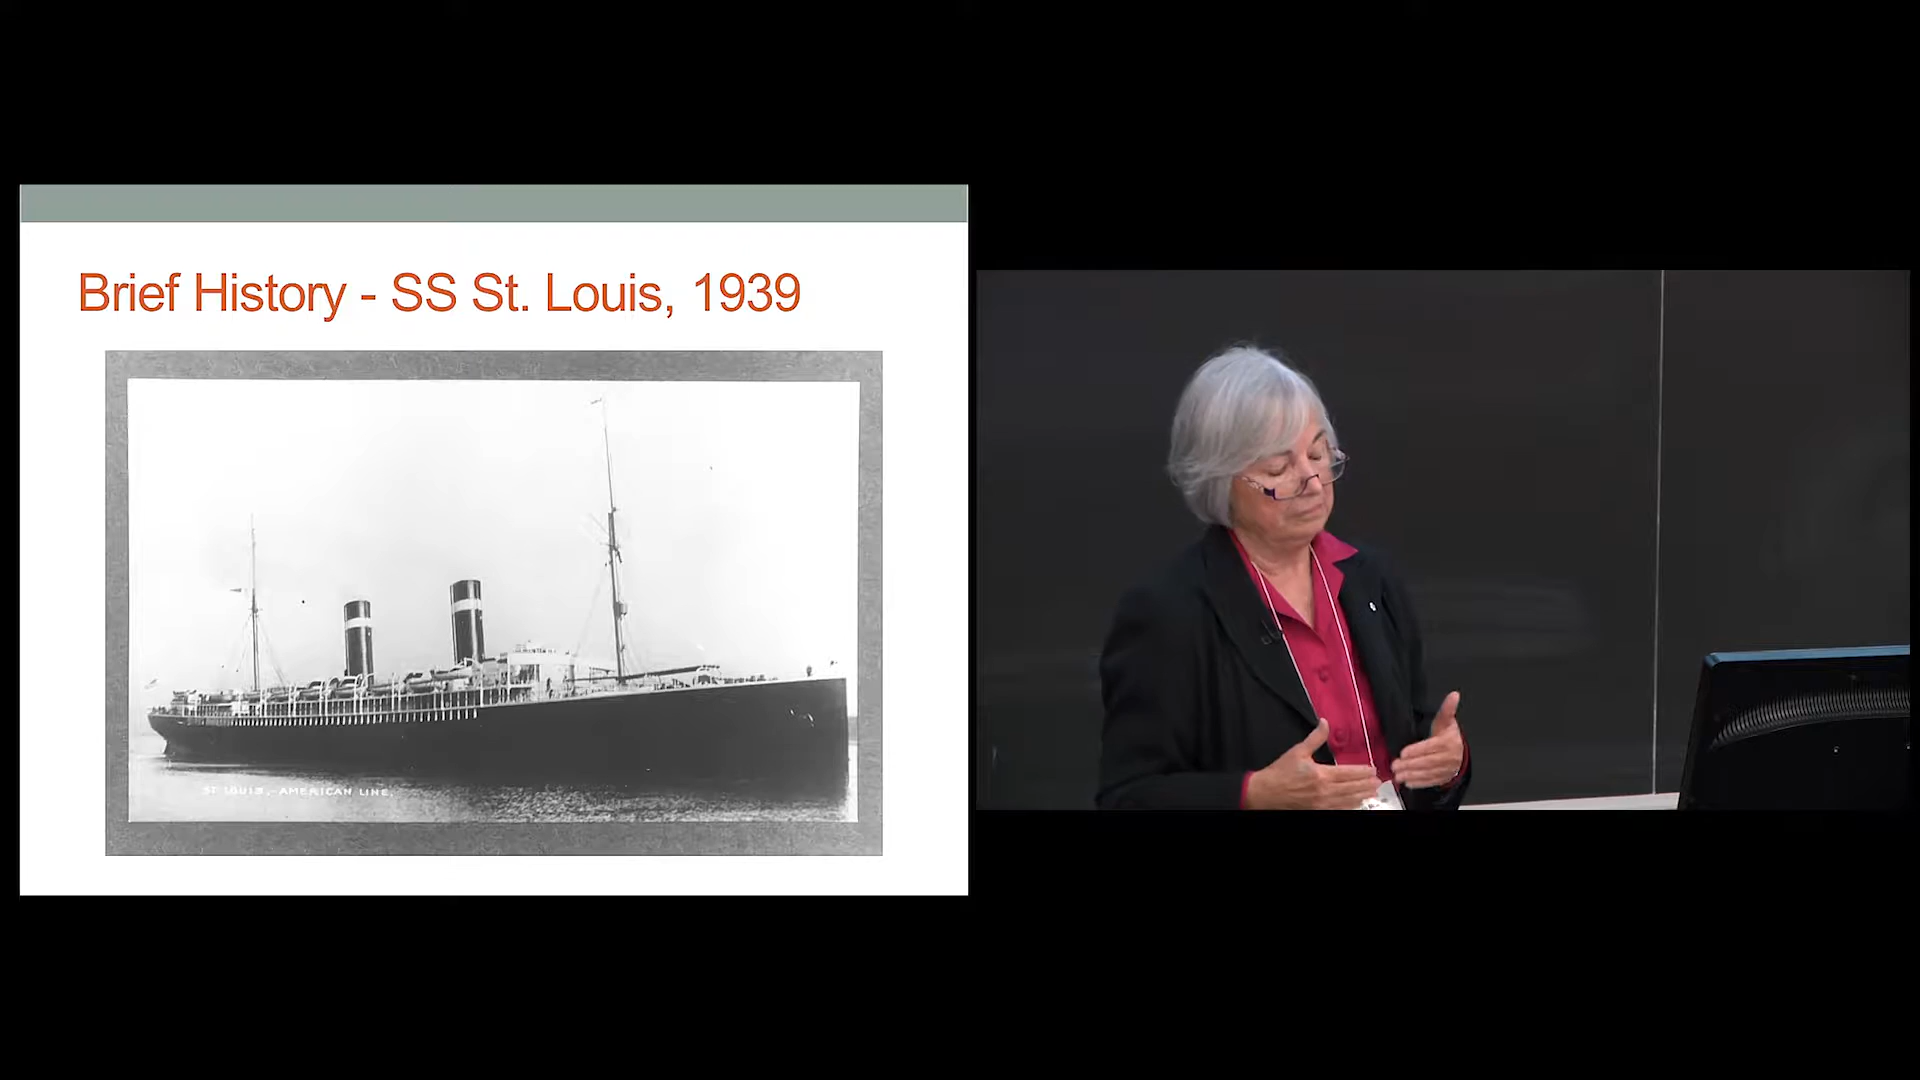 Brief History - SS St. Louis, 1939
ST LOUIS, - AMERICAN LINE.